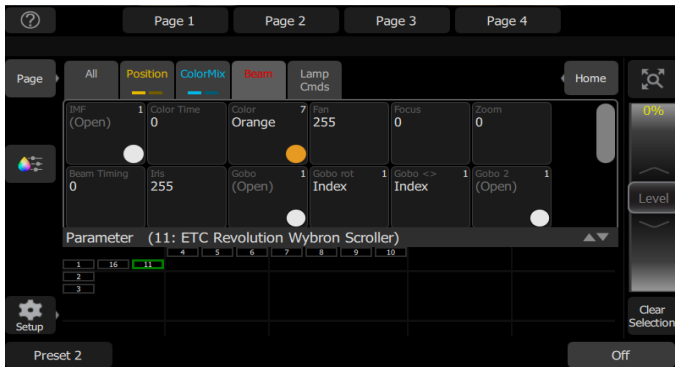 ?
Page 1 Page 2 Page 3 Page 4
Page All Position ColorMix Beam Lamp Cmds Home
IMF 1 Color Time Color 7 Fan Focus Zoom
(Open) 0 Orange 255 0 0
0%
Beam Timing Iris Gobo 1 Gobo rot 1 Gobo <> 1 Gobo 2 1
0 255 (Open) Index Index (Open)
Level
Parameter (11: ETC Revolution Wybron Scroller)
4 5 6 7 8 9 10
1 16 11
2
3
Setup
Clear Selection
Preset 2 Off